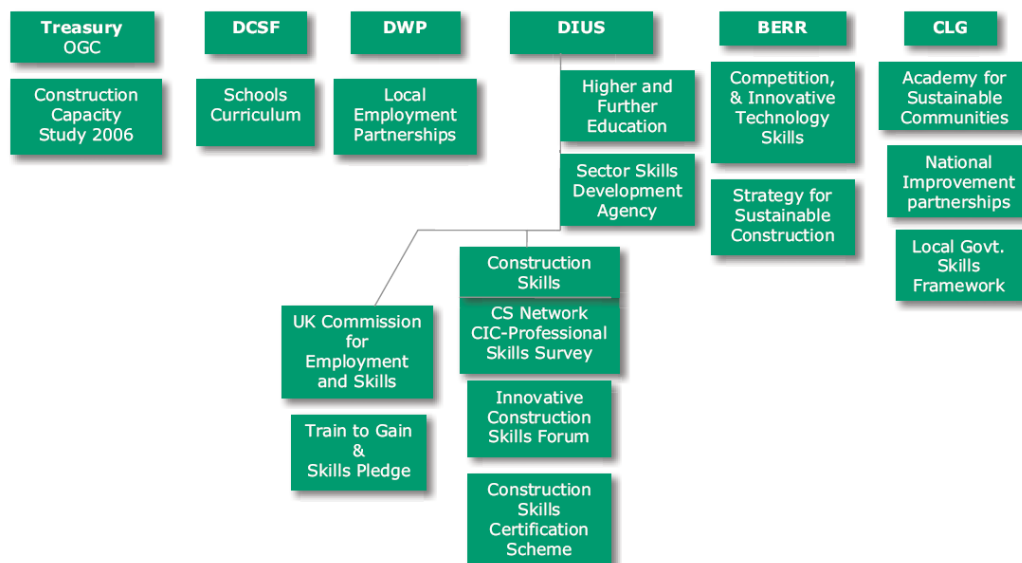 Treasury
OGC
DCSF
DWP
DIUS
BERR
CLG
Construction
Capacity
Study 2006
Schools
Curriculum
Local
Employment
Partnerships
Higher and
Further
Education
Competition,
& Innovative
Technology
Skills
Academy for
Sustainable
Communities
Sector Skills
Development
Agency
Strategy for
Sustainable
Construction
National
Improvement
partnerships
Local Govt.
Skills
Framework
Construction
Skills
UK Commission
for
Employment
and Skills
CS Network
CIC-Professional
Skills Survey
Train to Gain
&
Skills Pledge
Innovative
Construction
Skills Forum
Construction
Skills
Certification
Scheme